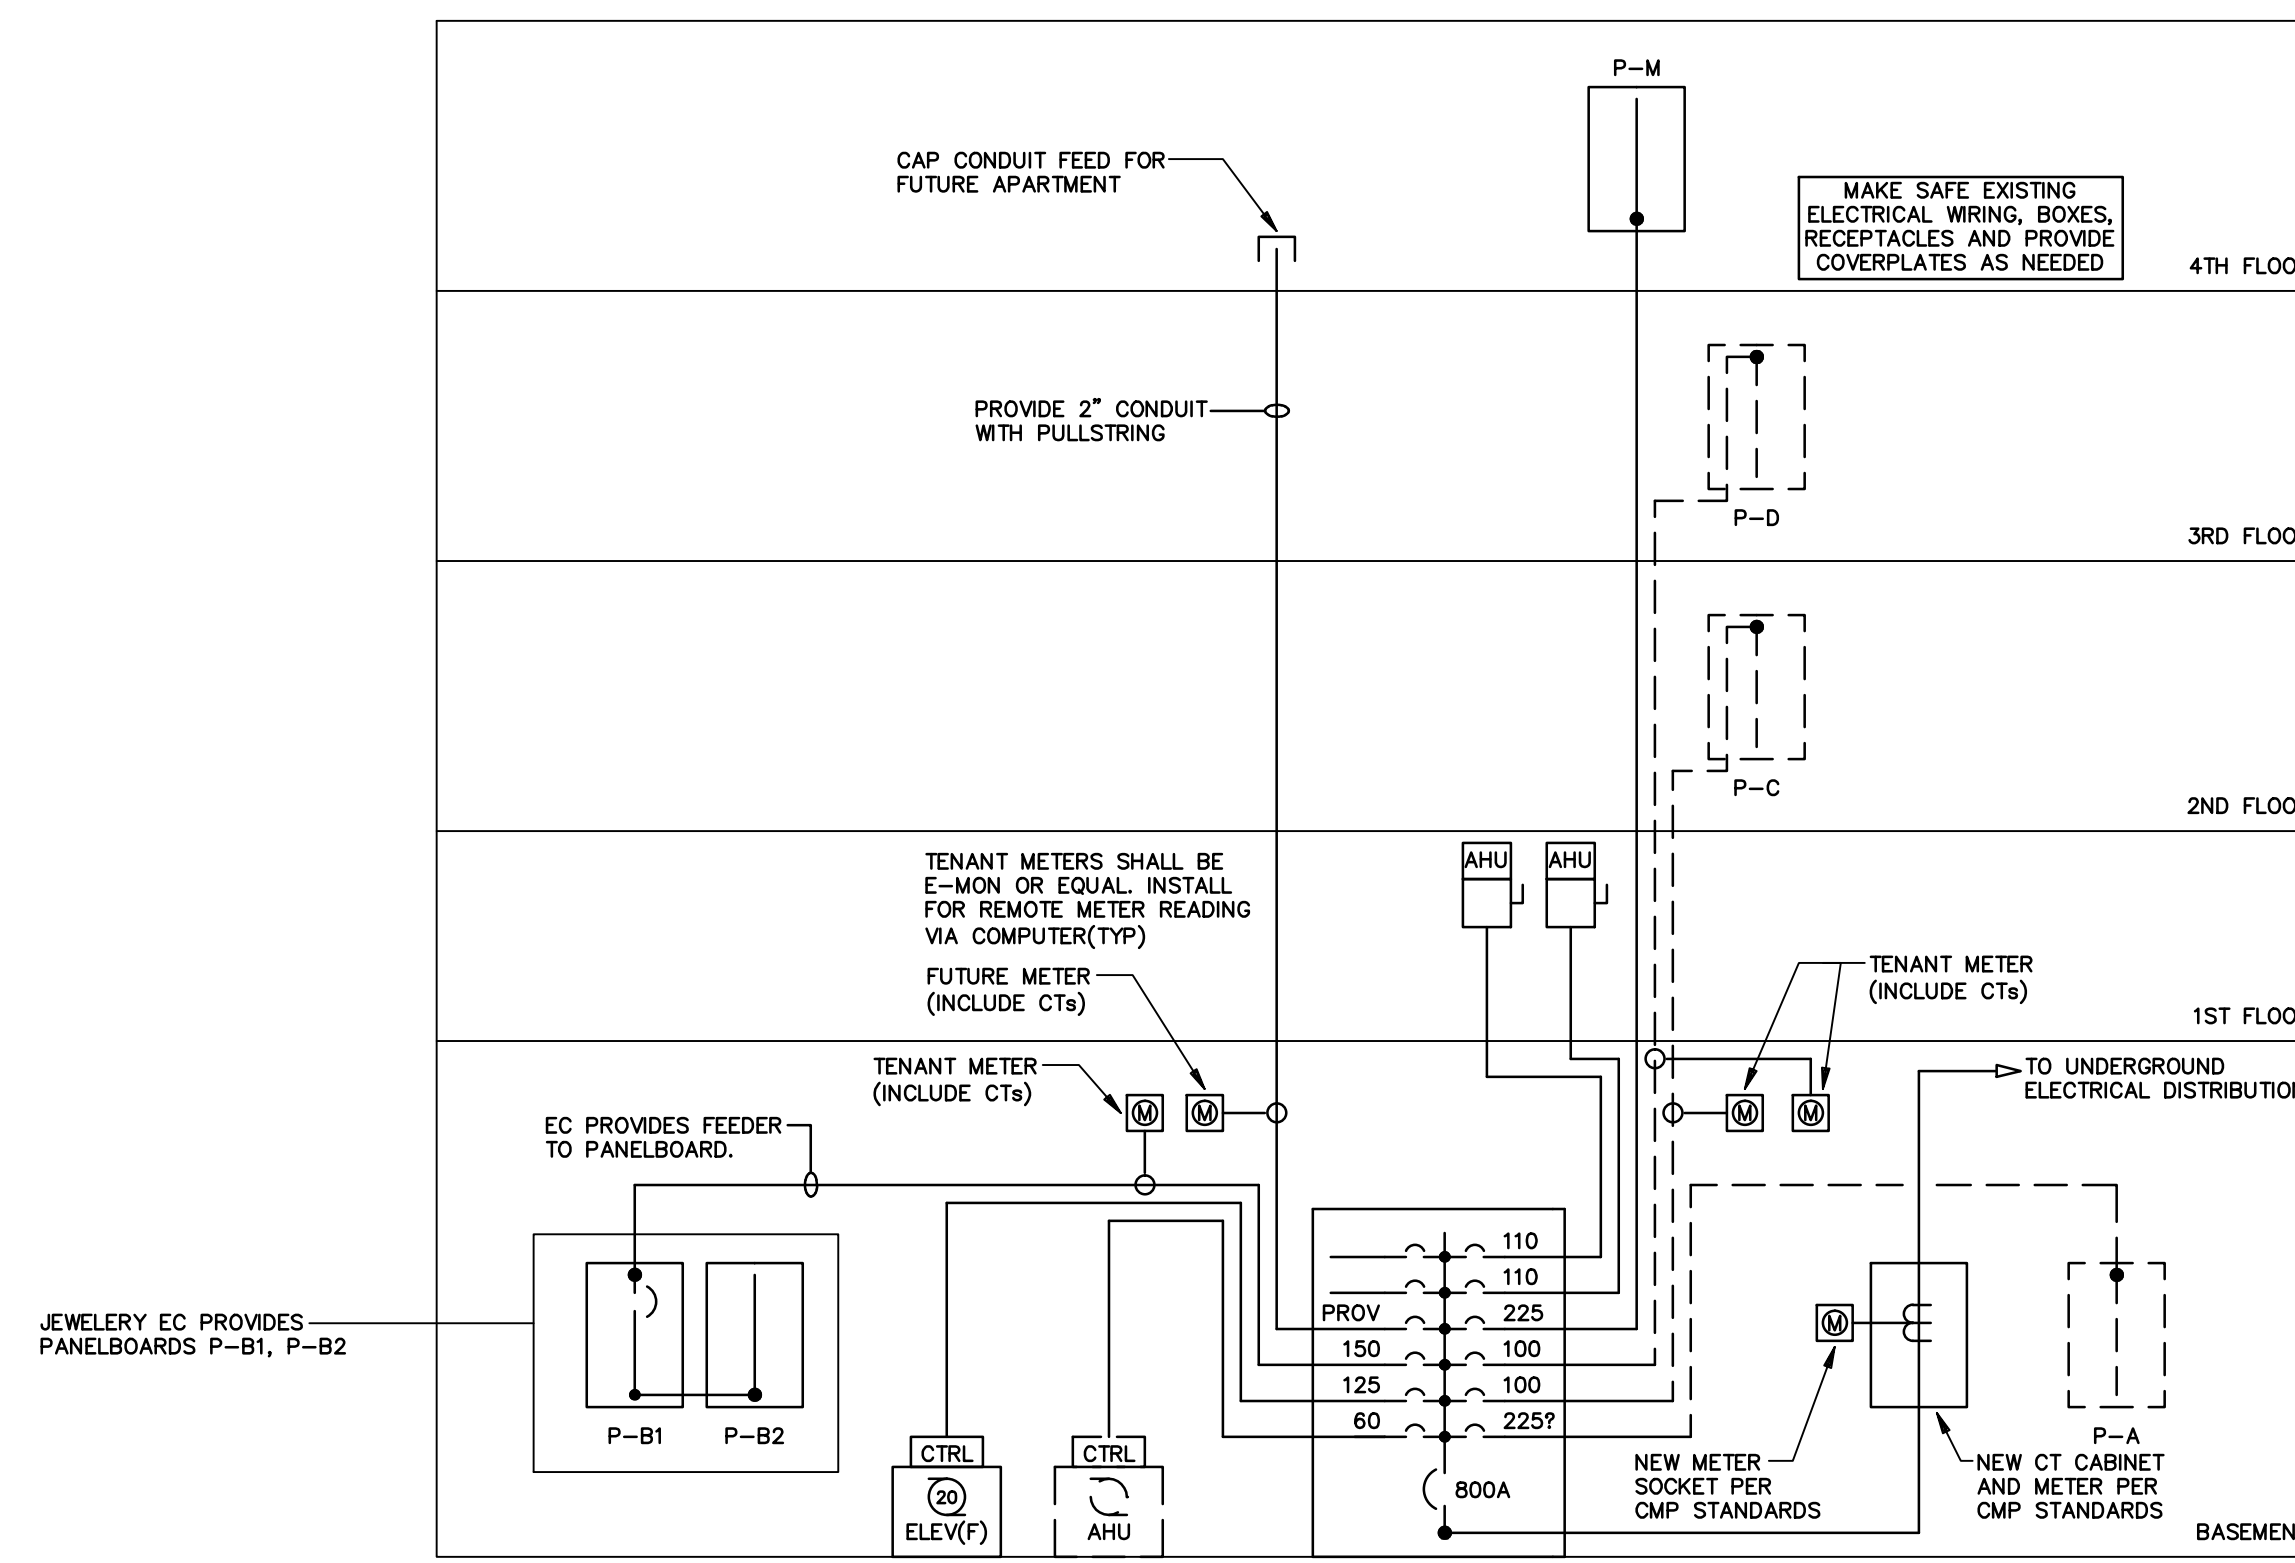 P-M
CAP CONDUIT FEED FOR
FUTURE APARTMENT
MAKE SAFE EXISTING
ELECTRICAL WIRING, BOXES,
RECEPTACLES AND PROVIDE
COVERPLATES AS NEEDED
4TH FLOO
PROVIDE 2" CONDUIT
WITH PULLSTRING
P-D
3RD FLOO
P-C
2ND FLOO
TENANT METERS SHALL BE
E-MON OR EQUAL. INSTALL
FOR REMOTE METER READING
VIA COMPUTER(TYP)
AHU
AHU
FUTURE METER
(INCLUDE CTs)
TENANT METER
(INCLUDE CTs)
1ST FLOO
TENANT METER
(INCLUDE CTs)
M
M
M
M
TO UNDERGROUND
ELECTRICAL DISTRIBUTION
EC PROVIDES FEEDER
TO PANELBOARD.
JEWELERY EC PROVIDES
PANELBOARDS P-B1, P-B2
P-B1
P-B2
CTRL
20
ELEV(F)
CTRL
AHU
110
110
PROV 225
150 100
125 100
60 225?
800A
M
P-A
NEW METER
SOCKET PER
CMP STANDARDS
NEW CT CABINET
AND METER PER
CMP STANDARDS
BASEMEN